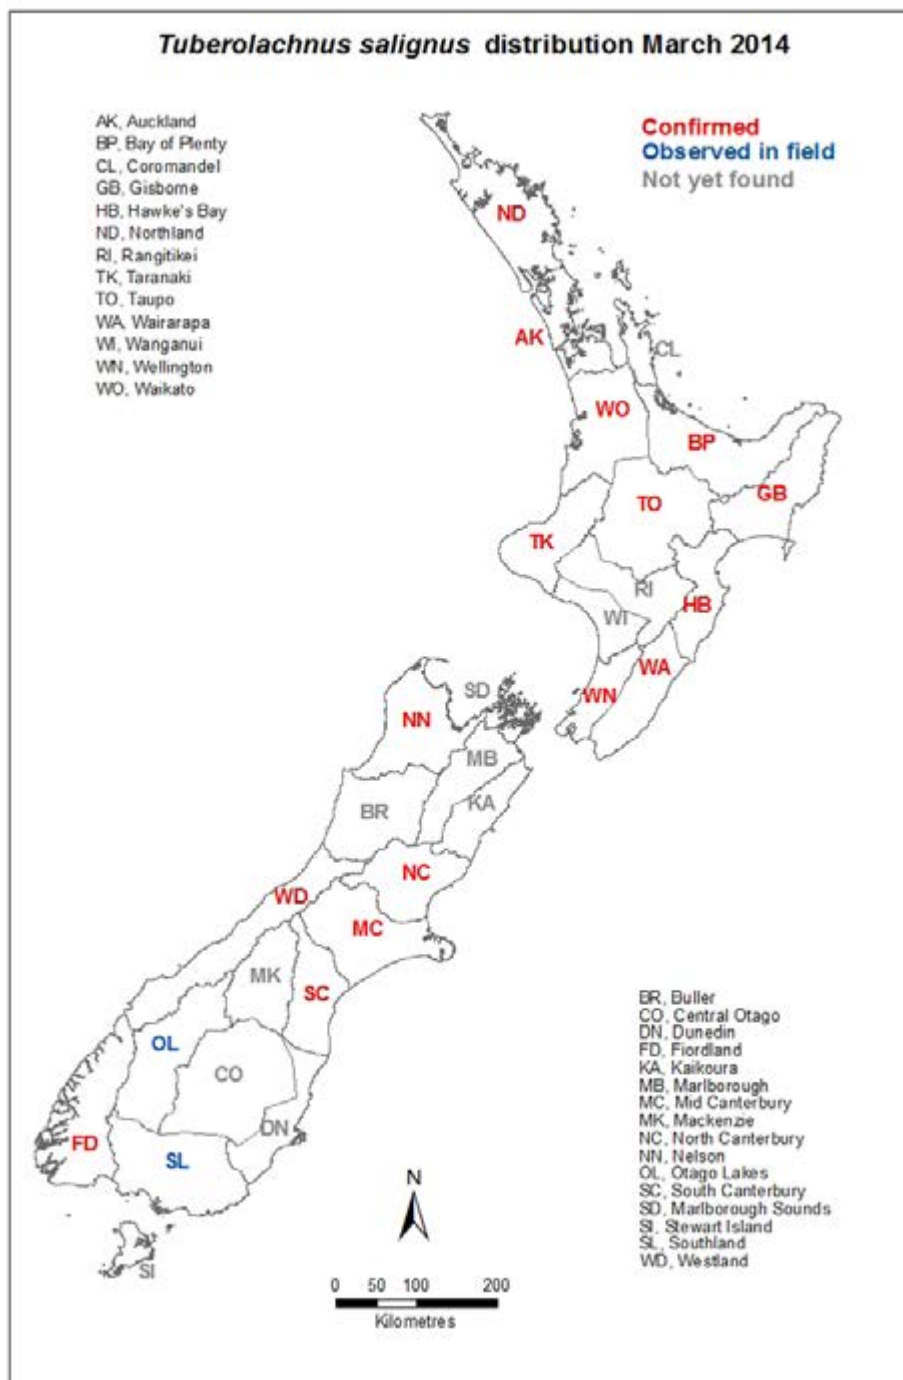 Tuberolachnus salignus distribution March 2014
AK, Auckland
BP, Bay of Plenty
CL, Coromandel
GB, Gisborne
HB, Hawke's Bay
ND, Northland
RI, Rangitikei
TK, Taranaki
TO, Taupo
WA, Wairarapa
WI, Wanganui
WN, Wellington
WO, Waikato
Confirmed
Observed in field
Not yet found
ND
AK
CL
WO
BP
GB
TO
TK
RI
HB
WI
WA
WN
SD
NN
MB
KA
BR
NC
WD
MC
MK
SC
OL
CO
DN
FD
SL
SI
BR, Buller
CO, Central Otago
DN, Dunedin
FD, Fiordland
KA, Kaikoura
MB, Marlborough
MC, Mid Canterbury
MK, Mackenzie
NC, North Canterbury
NN, Nelson
OL, Otago Lakes
SC, South Canterbury
SD, Marlborough Sounds
SI, Stewart Island
SL, Southland
WD, Westland
N
0 50 100 200
Kilometres